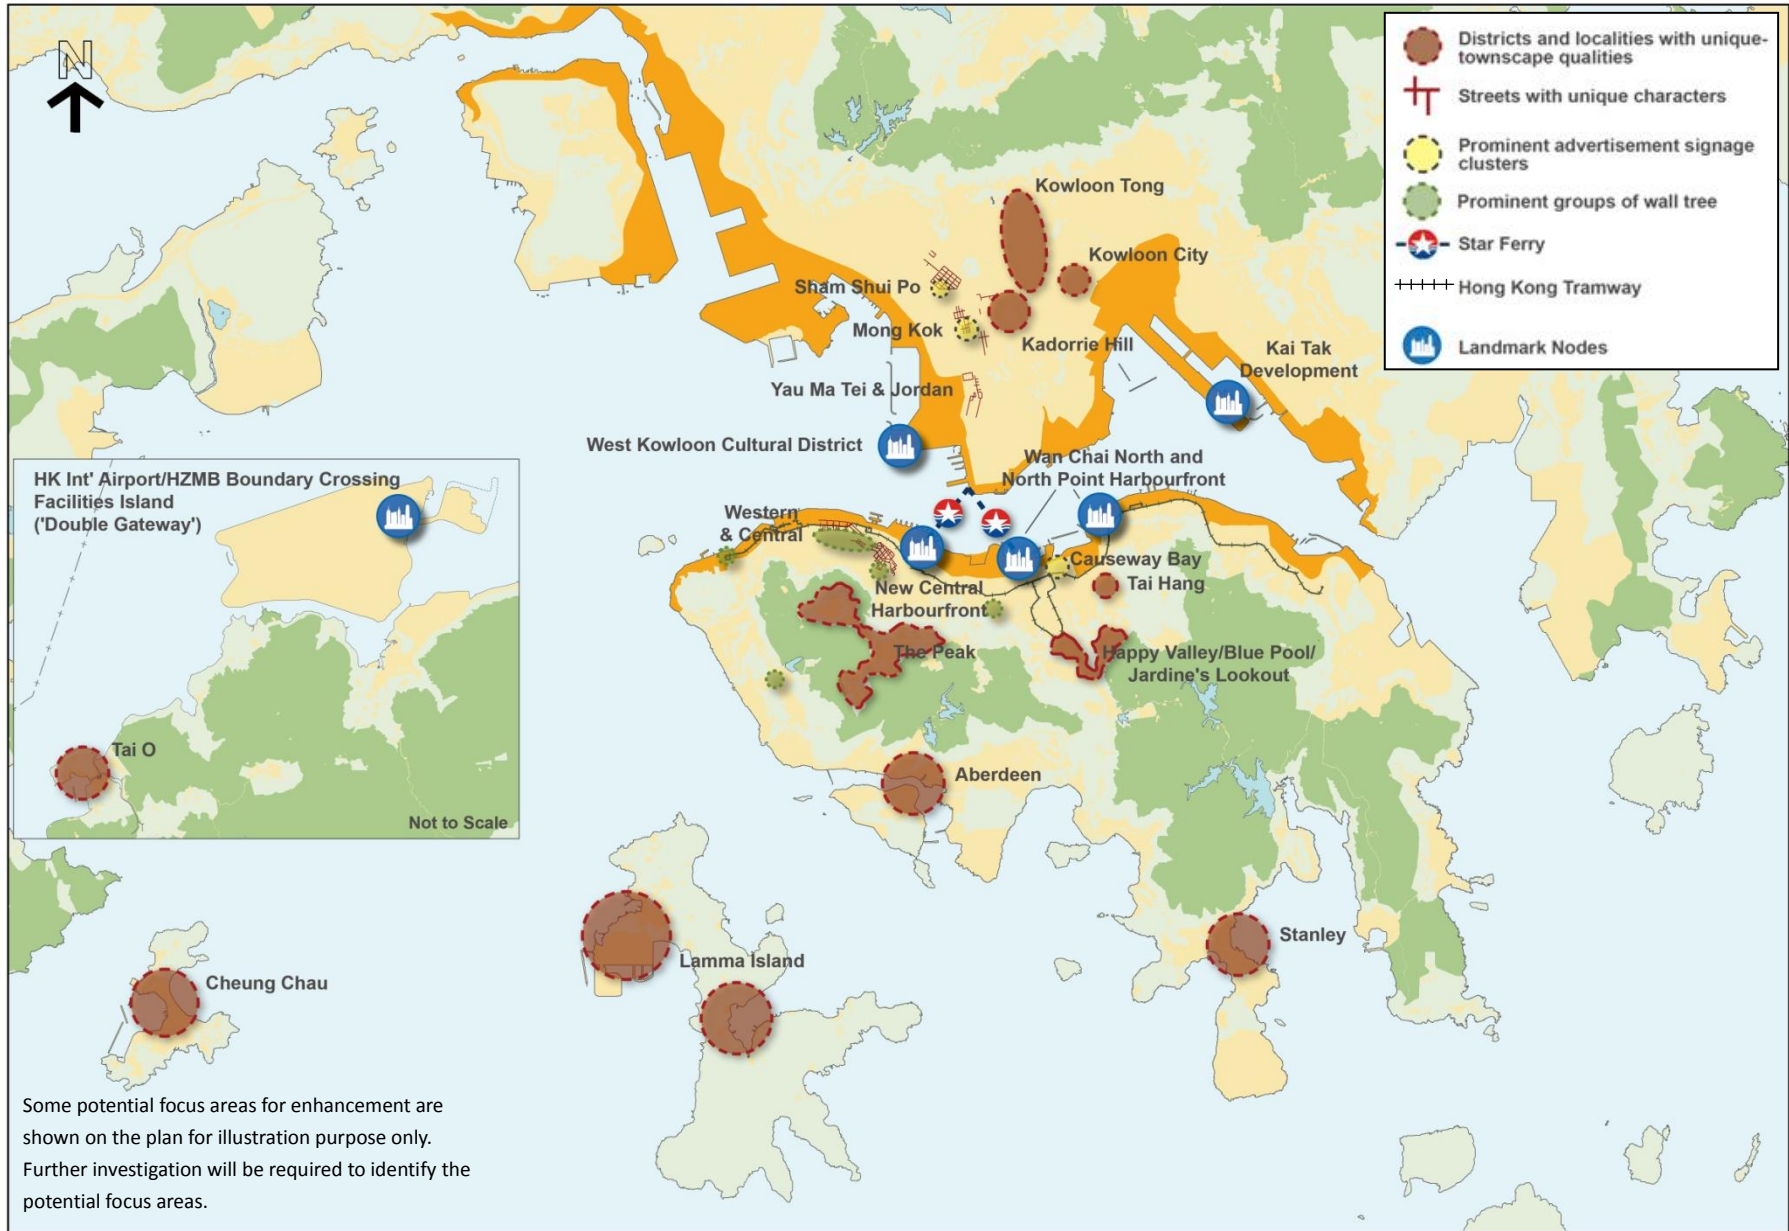 N
Districts and localities with unique-
townscape qualities
Streets with unique characters
Prominent advertisement signage
clusters
Prominent groups of wall tree
Star Ferry
Hong Kong Tramway
Landmark Nodes
Kowloon Tong
Kowloon City
Sham Shui Po
Mong Kok
Kadorrie Hill
Kai Tak
Development
Yau Ma Tei & Jordan
West Kowloon Cultural District
Wan Chai North and
North Point Harbourfront
HK Int' Airport/HZMB Boundary Crossing
Facilities Island
('Double Gateway')
Western
& Central
Causeway Bay
Tai Hang
New Central
Harbourfront
The Peak
Happy Valley/Blue Pool/
Jardine's Lookout
Tai O
Aberdeen
Not to Scale
Stanley
Lamma Island
Cheung Chau
Some potential focus areas for enhancement are
shown on the plan for illustration purpose only.
Further investigation will be required to identify the
potential focus areas.